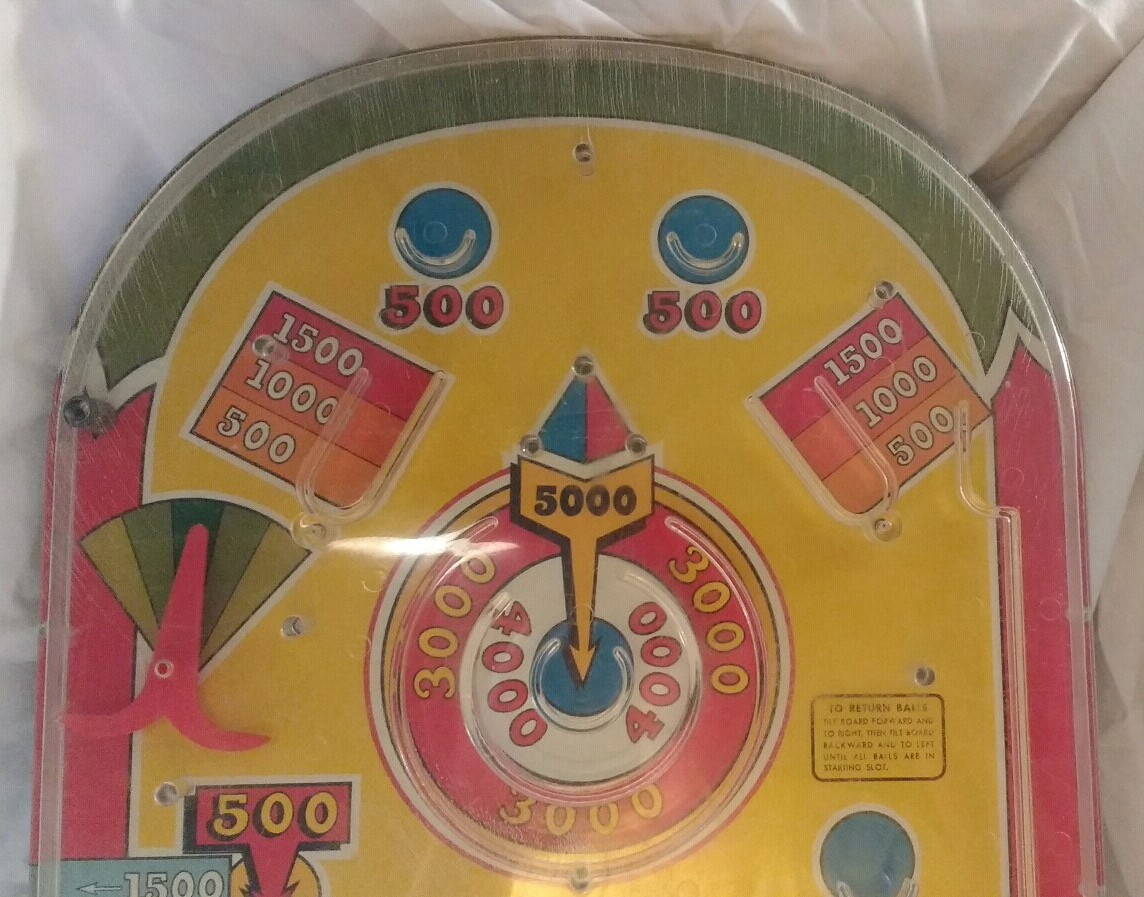 500
500
1500
1000
500
1500
1000
500
5000
3000
3000
4000
4000
3000
TO RETURN BALLS
TILT BOARD FORWARD AND
TO RIGHT, THEN TILT BOARD
BACKWARD AND TO LEFT
UNTIL ALL BALLS ARE IN
STARTING SLOT.
500
1500